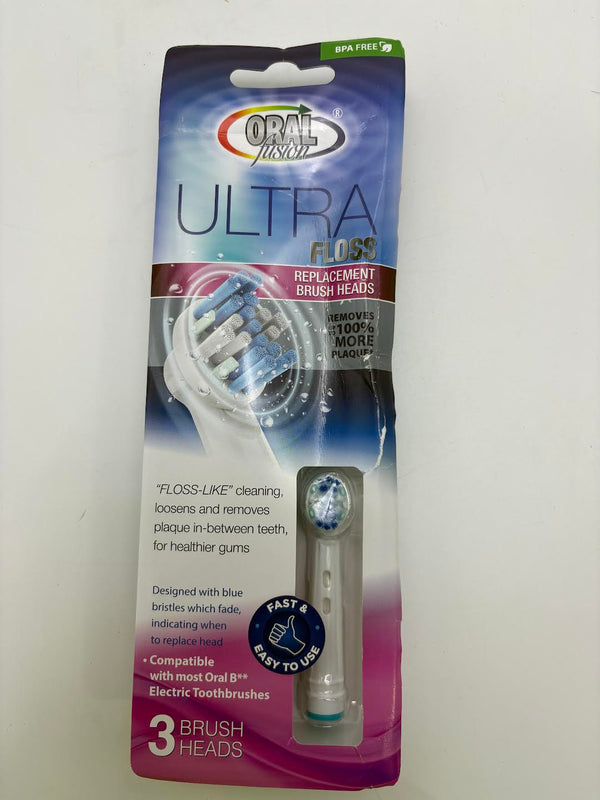 BPA FREE
ORAL
fusion
®
ULTRA
FLOSS
REPLACEMENT
BRUSH HEADS
REMOVES
UP TO 100%
MORE
PLAQUE*
“FLOSS-LIKE” cleaning,
loosens and removes
plaque in-between teeth,
for healthier gums
Designed with blue
bristles which fade,
indicating when
to replace head
• Compatible
with most Oral B**
Electric Toothbrushes
FAST &
EASY TO USE
3 BRUSH
HEADS